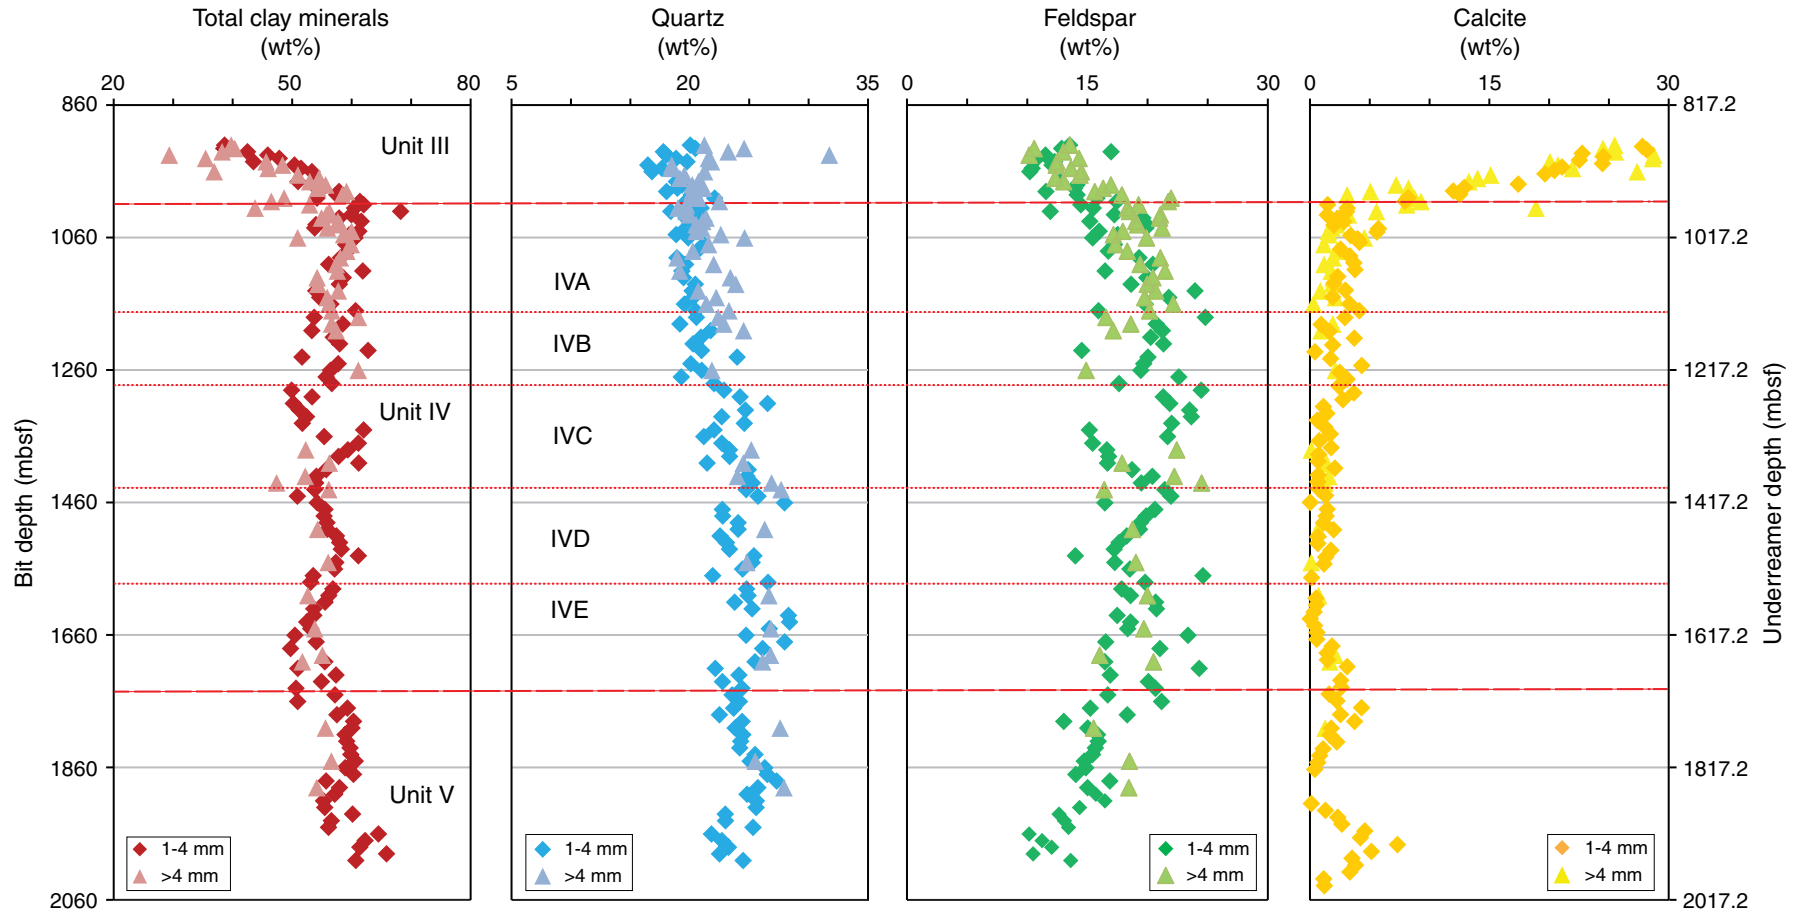 Total clay minerals
(wt%)
Quartz
(wt%)
Feldspar
(wt%)
Calcite
(wt%)
20 50 80
5 20 35
0 15 30
0 15 30
860 817.2
Unit III
1060 1017.2
IVA
IVB
1260 1217.2
Unit IV
IVC
1460 1417.2
IVD
IVE
1660 1617.2
1860 1817.2
Unit V
2060 2017.2
Bit depth (mbsf)
Underreamer depth (mbsf)
1-4 mm
>4 mm
1-4 mm
>4 mm
1-4 mm
>4 mm
1-4 mm
>4 mm